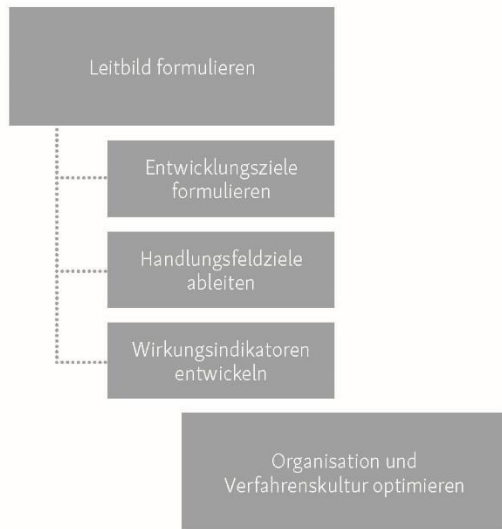 Leitbild formulieren
Entwicklungsziele
formulieren
Handlungsfeldziele
ableiten
Wirkungsindikatoren
entwickeln
Organisation und
Verfahrenskultur optimieren